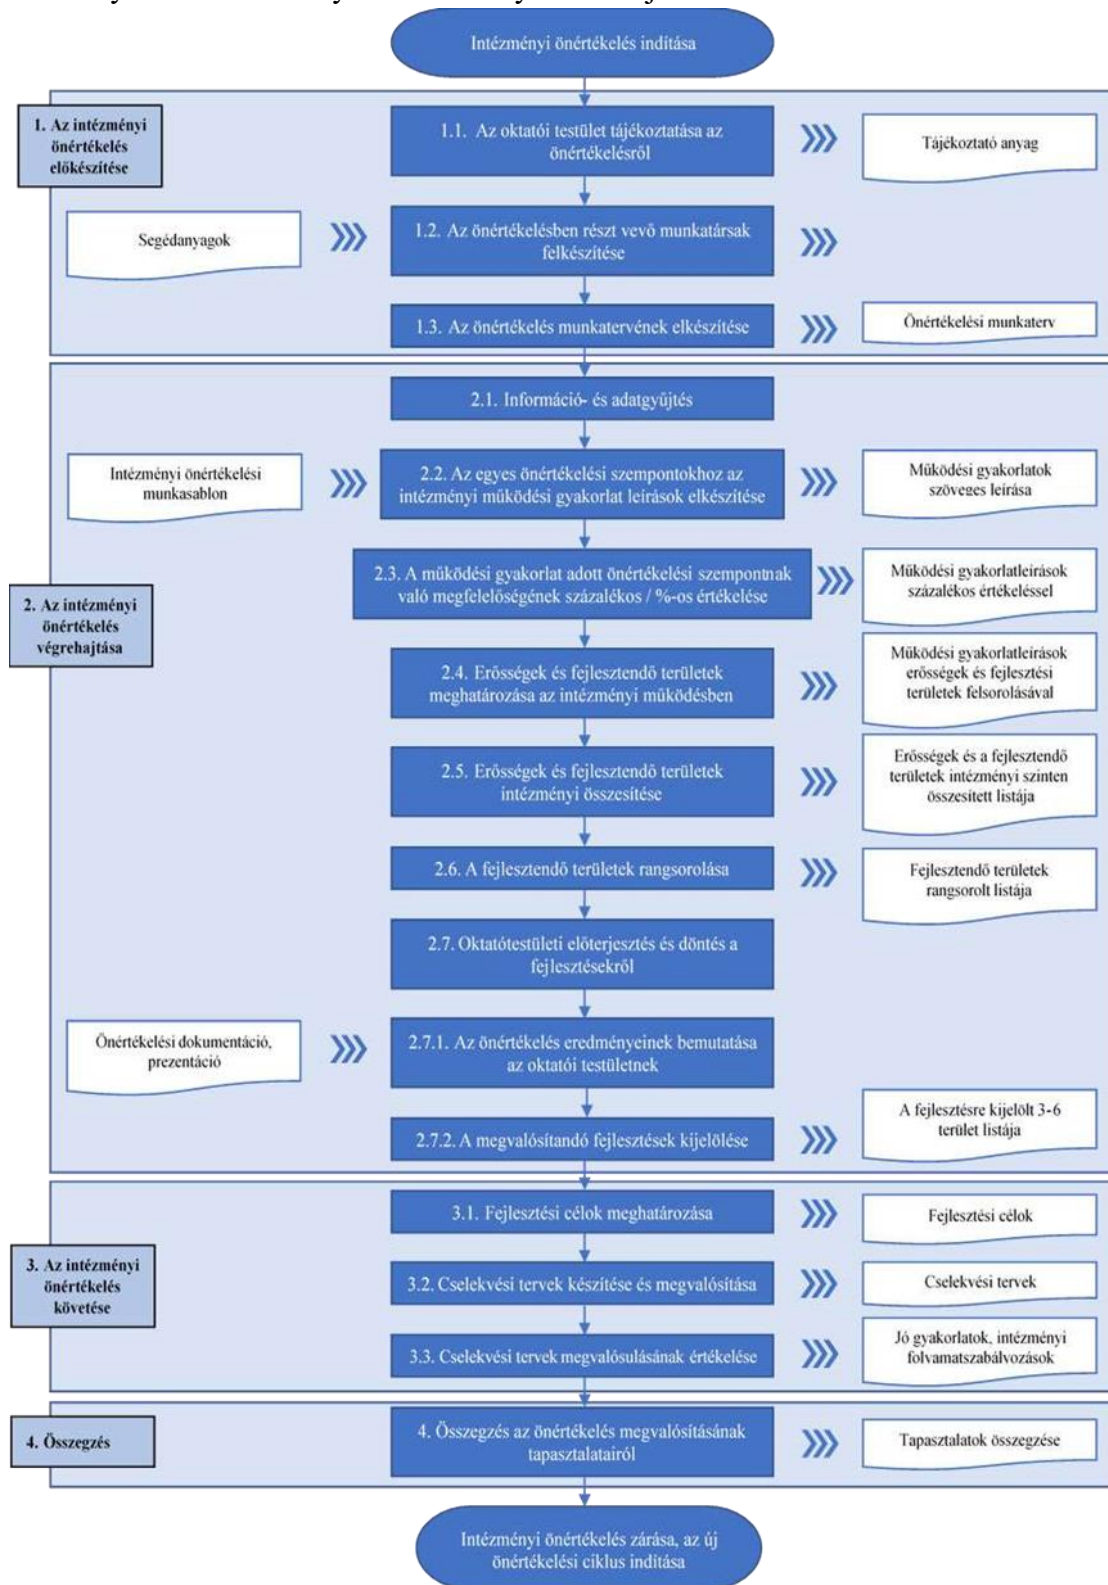 Intézményi önértékelés indítása
1. Az intézményi
önértékelés
előkészítése
1.1. Az oktatói testület tájékoztatása az
önértékelésről
Tájékoztató anyag
Segédanyagok
1.2. Az önértékelésben részt vevő munkatársak
felkészítése
1.3. Az önértékelés munkatervének elkészítése
Önértékelési munkaterv
2. Az intézményi
önértékelés
végrehajtása
2.1. Információ- és adatgyűjtés
Intézményi önértékelési
munkasablon
2.2. Az egyes önértékelési szempontokhoz az
intézményi működési gyakorlat leírások elkészítése
Működési gyakorlatok
szöveges leírása
2.3. A működési gyakorlat adott önértékelési szempontnak
való megfelelőségének százalékos / %-os értékelése
Működési gyakorlatleírások
százalékos értékeléssel
2.4. Erősségek és fejlesztendő területek
meghatározása az intézményi működésben
Működési gyakorlatleírások
erősségek és fejlesztési
területek felsorolásával
2.5. Erősségek és fejlesztendő területek
intézményi összesítése
Erősségek és a fejlesztendő
területek intézményi szinten
összesített listája
2.6. A fejlesztendő területek rangsorolása
Fejlesztendő területek
rangsorolt listája
2.7. Oktatótestületi előterjesztés és döntés a
fejlesztésekről
Önértékelési dokumentáció,
prezentáció
2.7.1. Az önértékelés eredményeinek bemutatása
az oktatói testületnek
2.7.2. A megvalósítandó fejlesztések kijelölése
A fejlesztésre kijelölt 3-6
terület listája
3. Az intézményi
önértékelés
követése
3.1. Fejlesztési célok meghatározása
Fejlesztési célok
3.2. Cselekvési tervek készítése és megvalósítása
Cselekvési tervek
3.3. Cselekvési tervek megvalósulásának értékelése
Jó gyakorlatok, intézményi
folyamatszabályozások
4. Összegzés
4. Összegzés az önértékelés megvalósításának
tapasztalatairól
Tapasztalatok összegzése
Intézményi önértékelés zárása, az új
önértékelési ciklus indítása